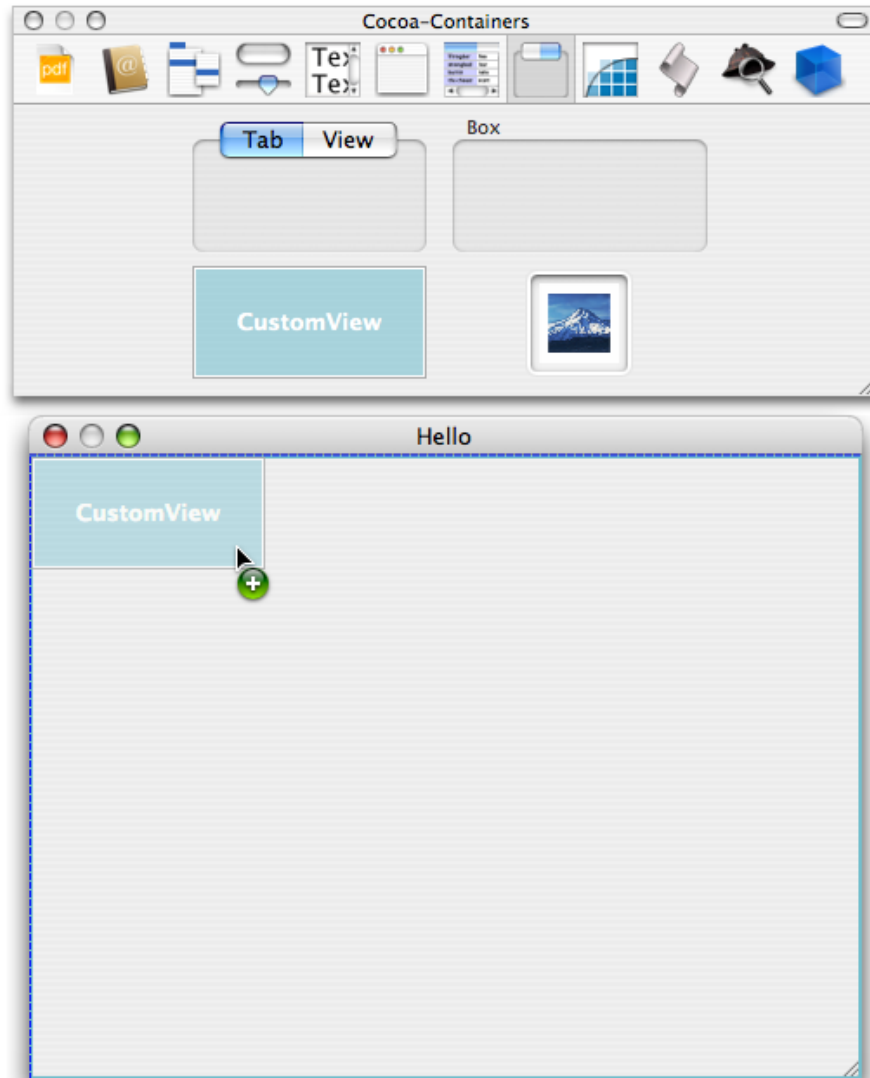 Cocoa-Containers
pdf
@
Tex
Tex
Tab View
Box
CustomView
Hello
CustomView